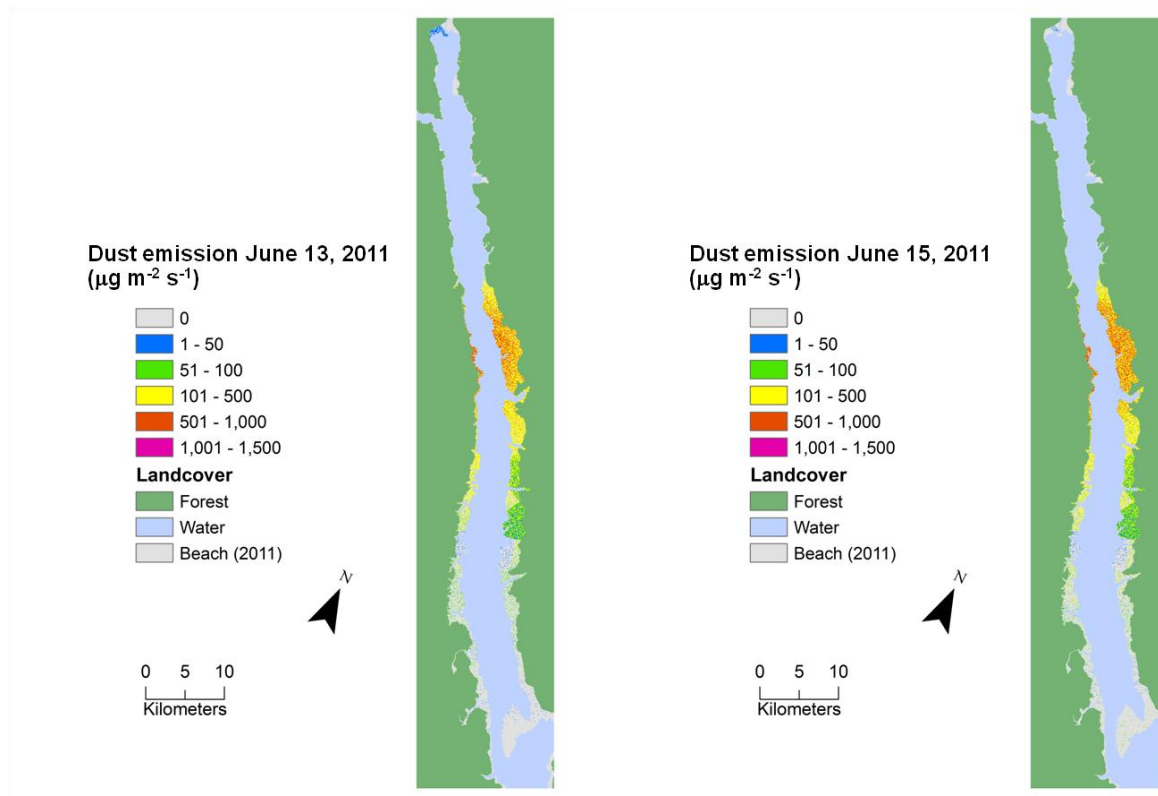 Dust emission June 13, 2011
(μg m-2 s-1)
0
1 - 50
51 - 100
101 - 500
501 - 1,000
1,001 - 1,500
Landcover
Forest
Water
Beach (2011)
N
0 5 10
Kilometers
Dust emission June 15, 2011
(μg m-2 s-1)
0
1 - 50
51 - 100
101 - 500
501 - 1,000
1,001 - 1,500
Landcover
Forest
Water
Beach (2011)
N
0 5 10
Kilometers